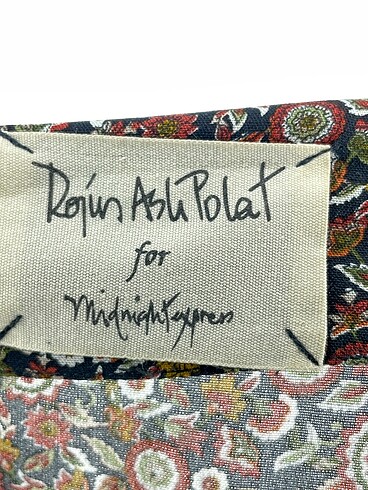 Rojin Aslı Polat
for
Midnightexpress